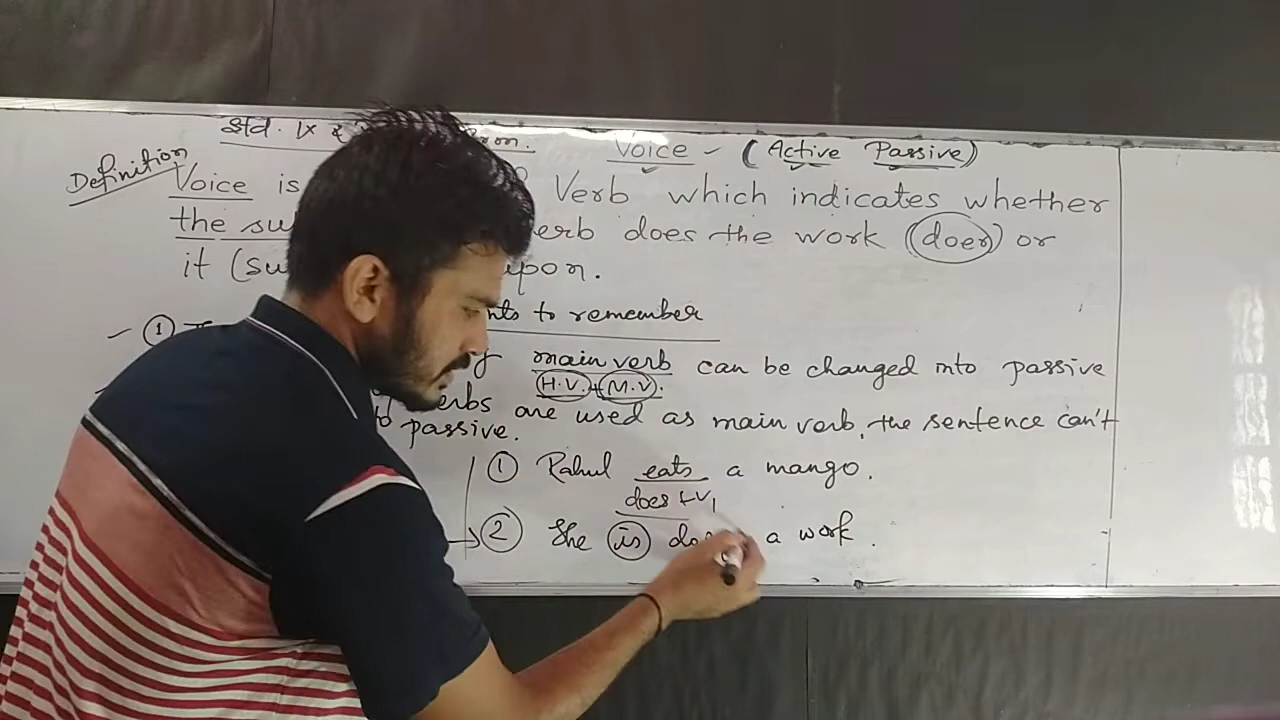 Std. IX &
Voice - (Active Passive)
Definition
Voice is Verb which indicates whether
the su erb does the work (doer) or
it (su upon.
nts to remember
1
main verb can be changed into passive
H.V. + M.V.
erbs are used as main verb, the sentence can't
passive.
1 Rahul eats a mango.
does + V1
2 She is do a work.